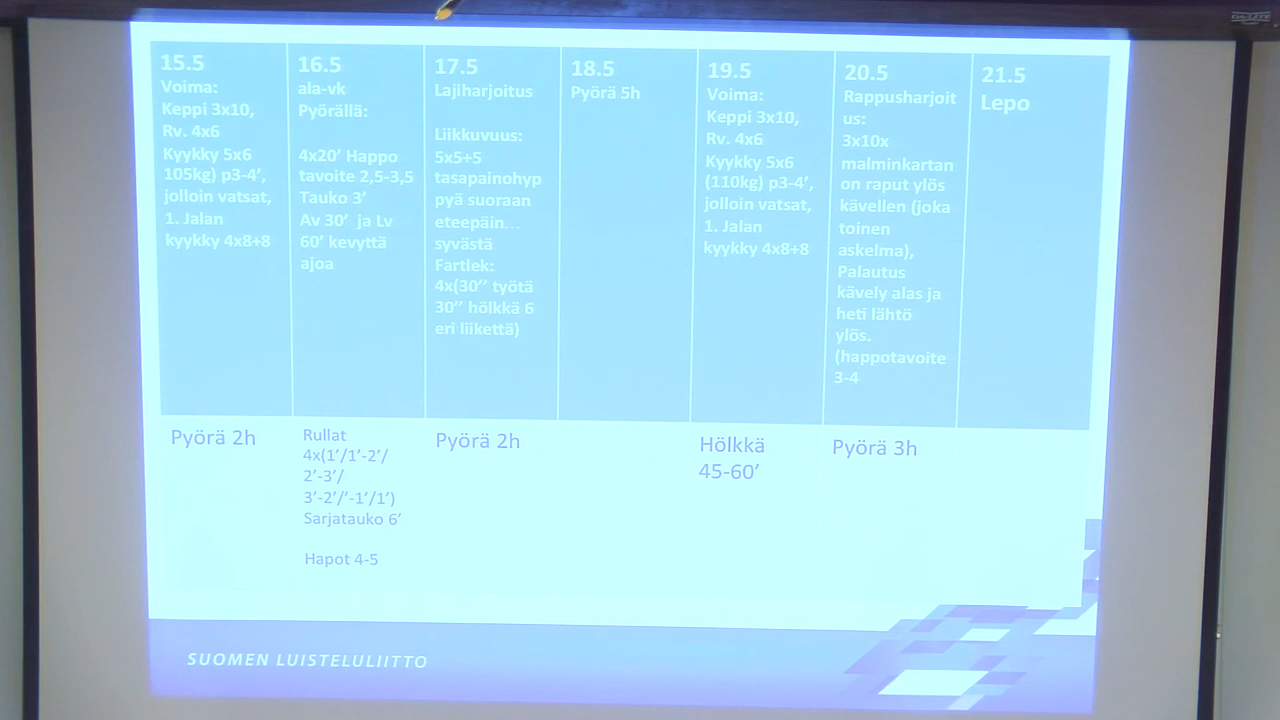 15.5
Voima:
Keppi 3x10,
Rv. 4x6
Kyykky 5x6
105kg) p3-4’,
jolloin vatsat,
1. Jalan
kyykky 4x8+8
16.5
ala-vk
Pyörällä:
4x20’ Happo
tavoite 2,5-3,5
Tauko 3’
Av 30’ ja Lv
60’ kevyttä
ajoa
17.5
Lajiharjoitus
Liikkuvuus:
5x5+5
tasapainohyp
pyä suoraan
eteepäin…
syvästä
Fartlek:
4x(30’’ työtä
30’’ hölkkä 6
eri liikettä)
18.5
Pyörä 5h
19.5
Voima:
Keppi 3x10,
Rv. 4x6
Kyykky 5x6
(110kg) p3-4’,
jolloin vatsat,
1. Jalan
kyykky 4x8+8
20.5
Rappusharjoit
us:
3x10x
malminkartan
on raput ylös
kävellen (joka
toinen
askelma),
Palautus
kävely alas ja
heti lähtö
ylös.
(happotavoite
3-4
21.5
Lepo
Pyörä 2h
Rullat
4x(1’/1’-2’/
2’-3’/
3’-2’/’-1’/1’)
Sarjatauko 6’
Hapot 4-5
Pyörä 2h
Hölkkä
45-60’
Pyörä 3h
SUOMEN LUISTELULIITTO
DA-LITE